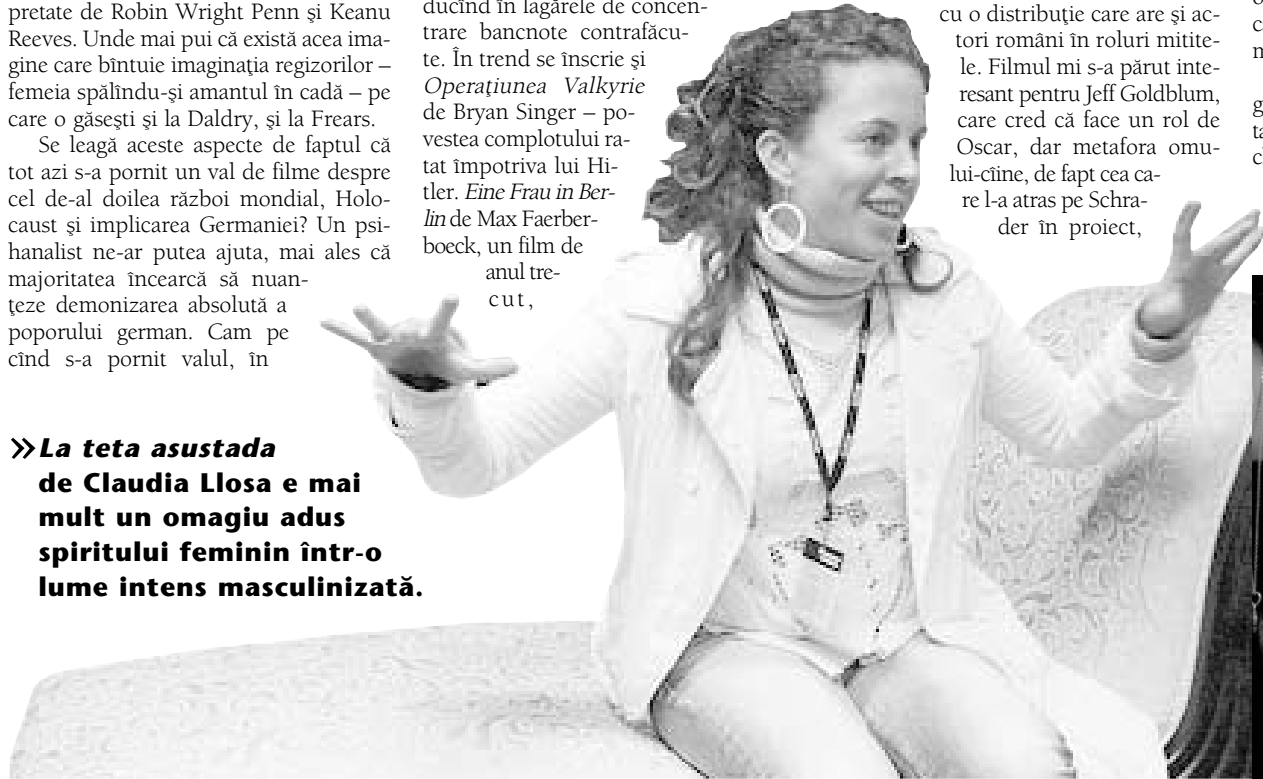 pretate de Robin Wright Penn şi Keanu
Reeves. Unde mai pui că există acea ima-
gine care bîntuie imaginaţia regizorilor –
femeia spălîndu-şi amantul în cadă – pe
care o găseşti şi la Daldry, şi la Frears.
Se leagă aceste aspecte de faptul că
tot azi s-a pornit un val de filme despre
cel de-al doilea război mondial, Holo-
caust şi implicarea Germaniei? Un psi-
hanalist ne-ar putea ajuta, mai ales că
majoritatea încearcă să nuan-
ţeze demonizarea absolută a
poporului german. Cam pe
cînd s-a pornit valul, în
ducînd în lagărele de concen-
trare bancnote contrafăcu-
te. În trend se înscrie şi
Operaţiunea Valkyrie
de Bryan Singer – po-
vestea complotului ra-
tat împotriva lui Hi-
tler. Eine Frau in Ber-
lin de Max Faerber-
boeck, un film de
anul tre-
cut,
cu o distribuţie care are şi ac-
tori români în roluri mitite-
le. Filmul mi s-a părut inte-
resant pentru Jeff Goldblum,
care cred că face un rol de
Oscar, dar metafora omu-
lui-cîine, de fapt cea ca-
re l-a atras pe Schra-
der în proiect,
»La teta asustada
de Claudia Llosa e mai
mult un omagiu adus
spiritului feminin într-o
lume intens masculinizată.